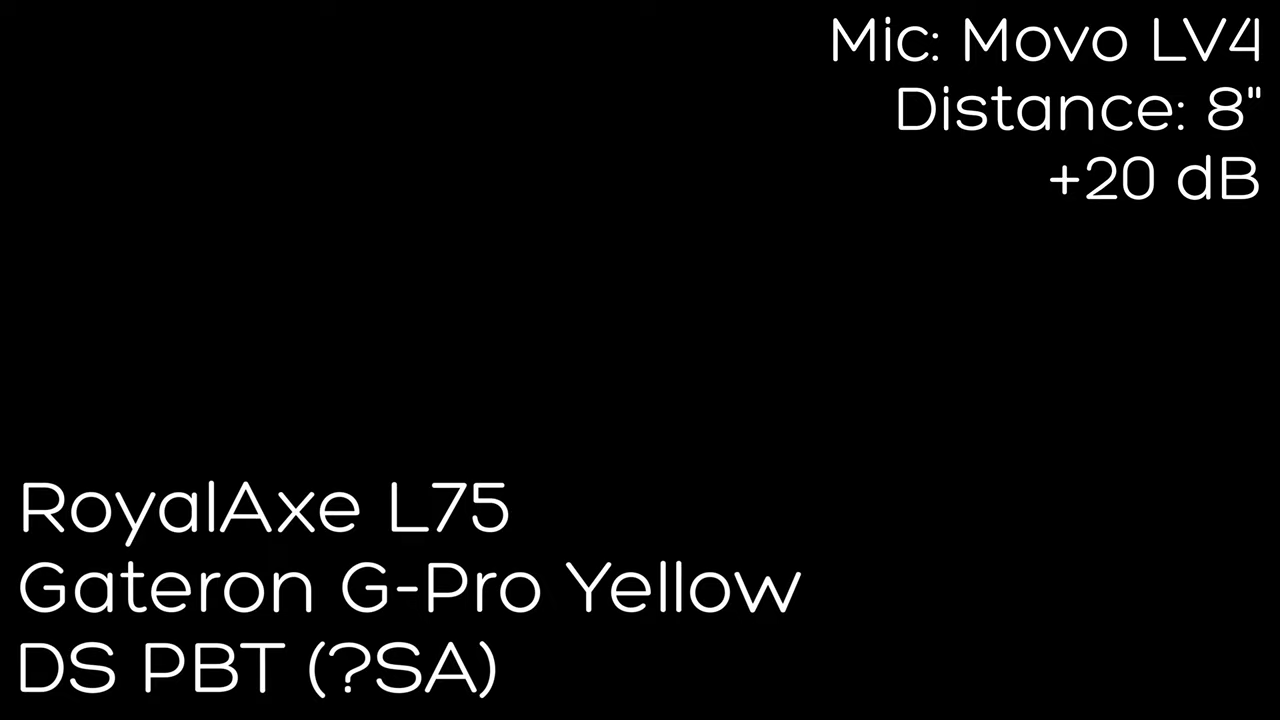 Mic: Movo LV4
Distance: 8"
+20 dB
RoyalAxe L75
Gateron G-Pro Yellow
DS PBT (?SA)